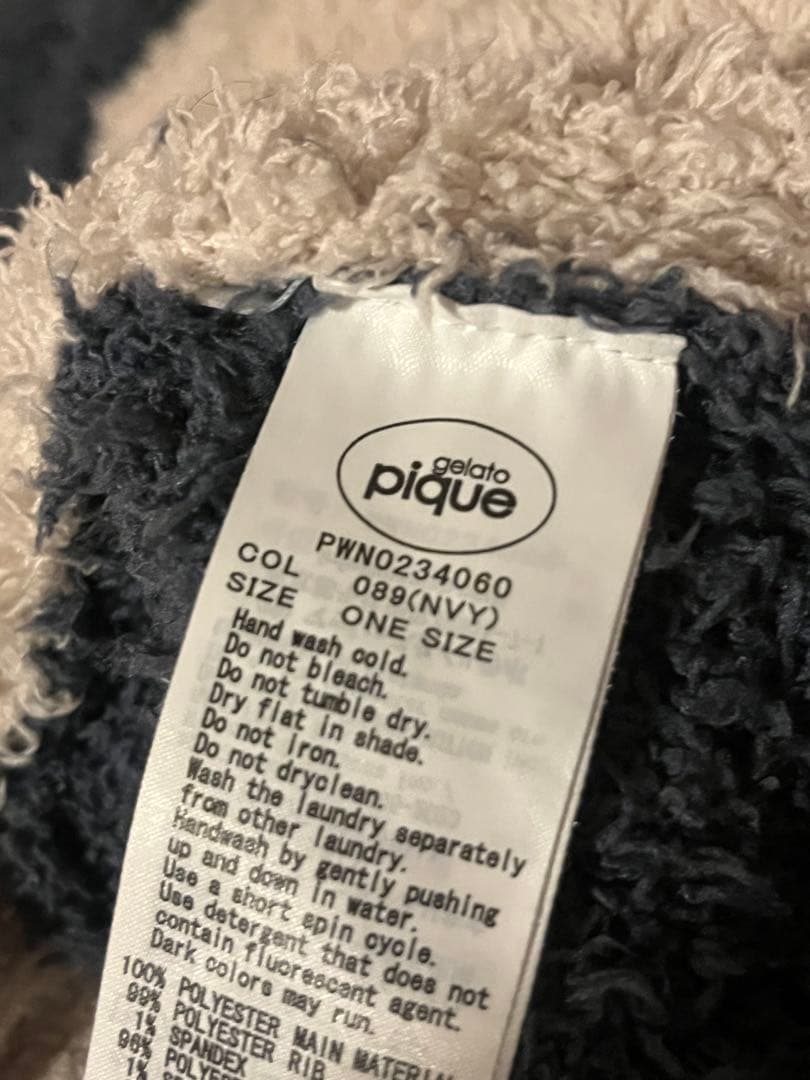 gelato
pique
PWN0234060
COL 089(NVY)
SIZE ONE SIZE
Hand wash cold.
Do not bleach.
Do not tumble dry.
Dry flat in shade.
Do not iron.
Do not dryclean.
Wash the laundry separately
from other laundry.
Handwash by gently pushing
up and down in water.
Use a short spin cycle.
Use detergent that does not
contain fluorescent agent.
Dark colors may run.
100% POLYESTER MAIN MATERIAL
99% POLYESTER RIB
1% SPANDEX